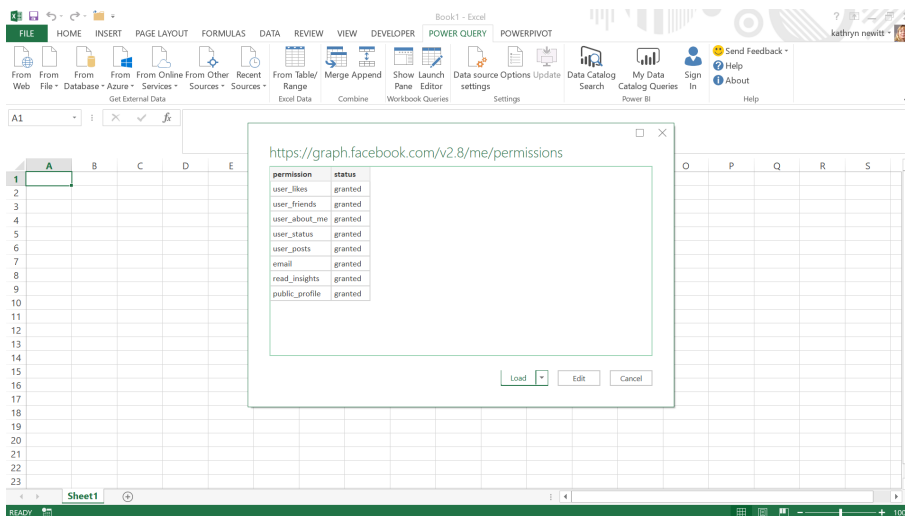 Book1 - Excel
?
FILE HOME INSERT PAGE LAYOUT FORMULAS DATA REVIEW VIEW DEVELOPER POWER QUERY POWERPIVOT kathryn newitt
From Web From File From Database From Azure From Online Services From Other Sources Recent Sources From Table/ Range Merge Append Show Pane Launch Editor Data source settings Options Update Data Catalog Search My Data Catalog Queries Sign In Send Feedback
Help
About
Get External Data Excel Data Combine Workbook Queries Settings Power BI Help
A1 fx
https://graph.facebook.com/v2.8/me/permissions
A B C D E O P Q R S
permission status
user_likes granted
user_friends granted
user_about_me granted
user_status granted
user_posts granted
email granted
read_insights granted
public_profile granted
Load Edit Cancel
1
2
3
4
5
6
7
8
9
10
11
12
13
14
15
16
17
18
19
20
21
22
23
Sheet1
READY 100